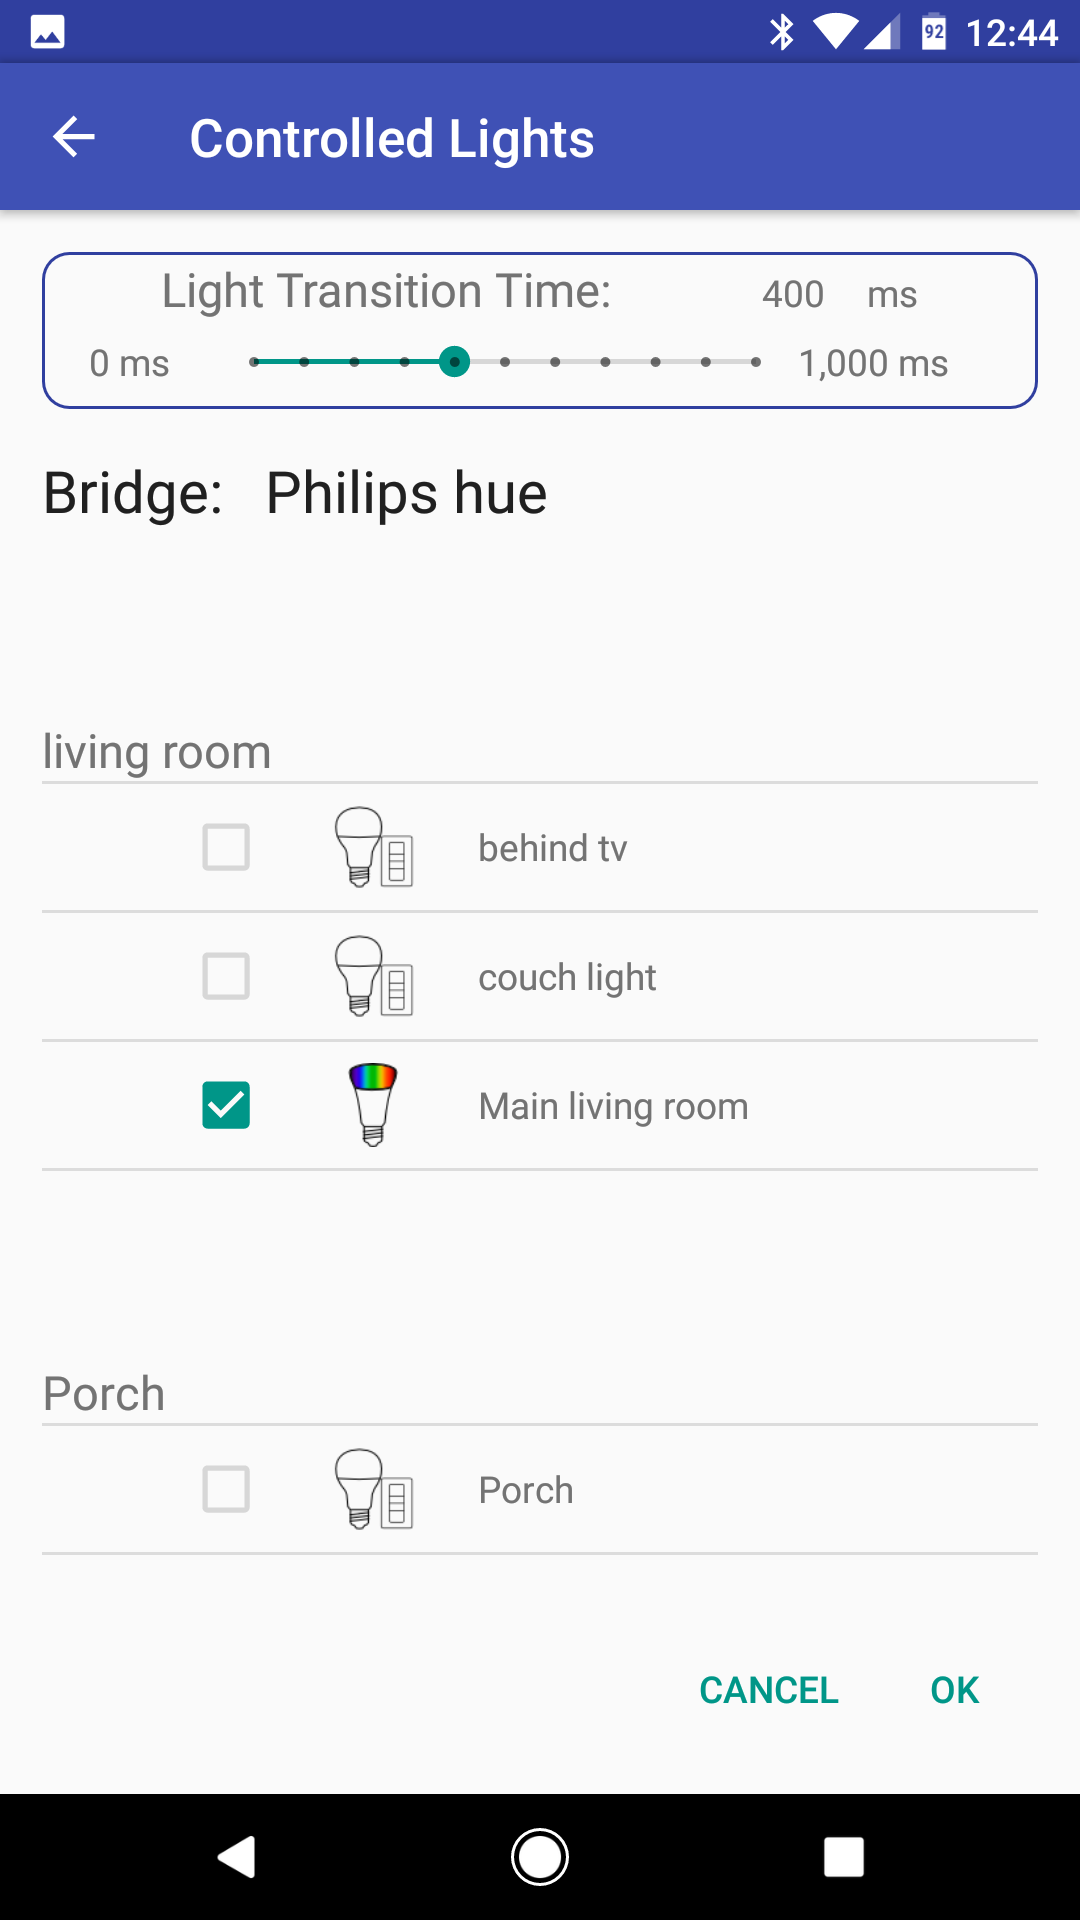 92 12:44
Controlled Lights
Light Transition Time: 400 ms
0 ms 1,000 ms
Bridge: Philips hue
living room
behind tv
couch light
Main living room
Porch
Porch
CANCEL OK